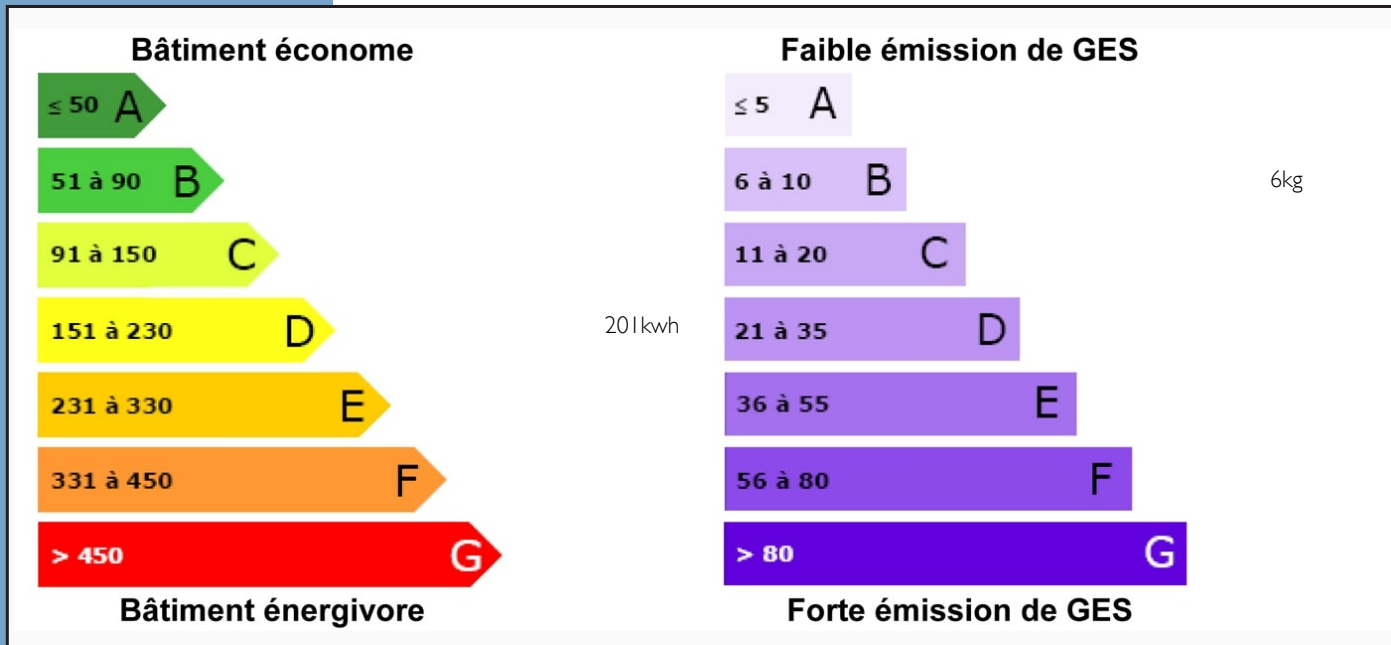 Bâtiment économe
≤ 50 A
51 à 90 B
91 à 150 C
151 à 230 D
201kwh
231 à 330 E
331 à 450 F
> 450 G
Bâtiment énergivore
Faible émission de GES
≤ 5 A
6 à 10 B
6kg
11 à 20 C
21 à 35 D
36 à 55 E
56 à 80 F
> 80 G
Forte émission de GES